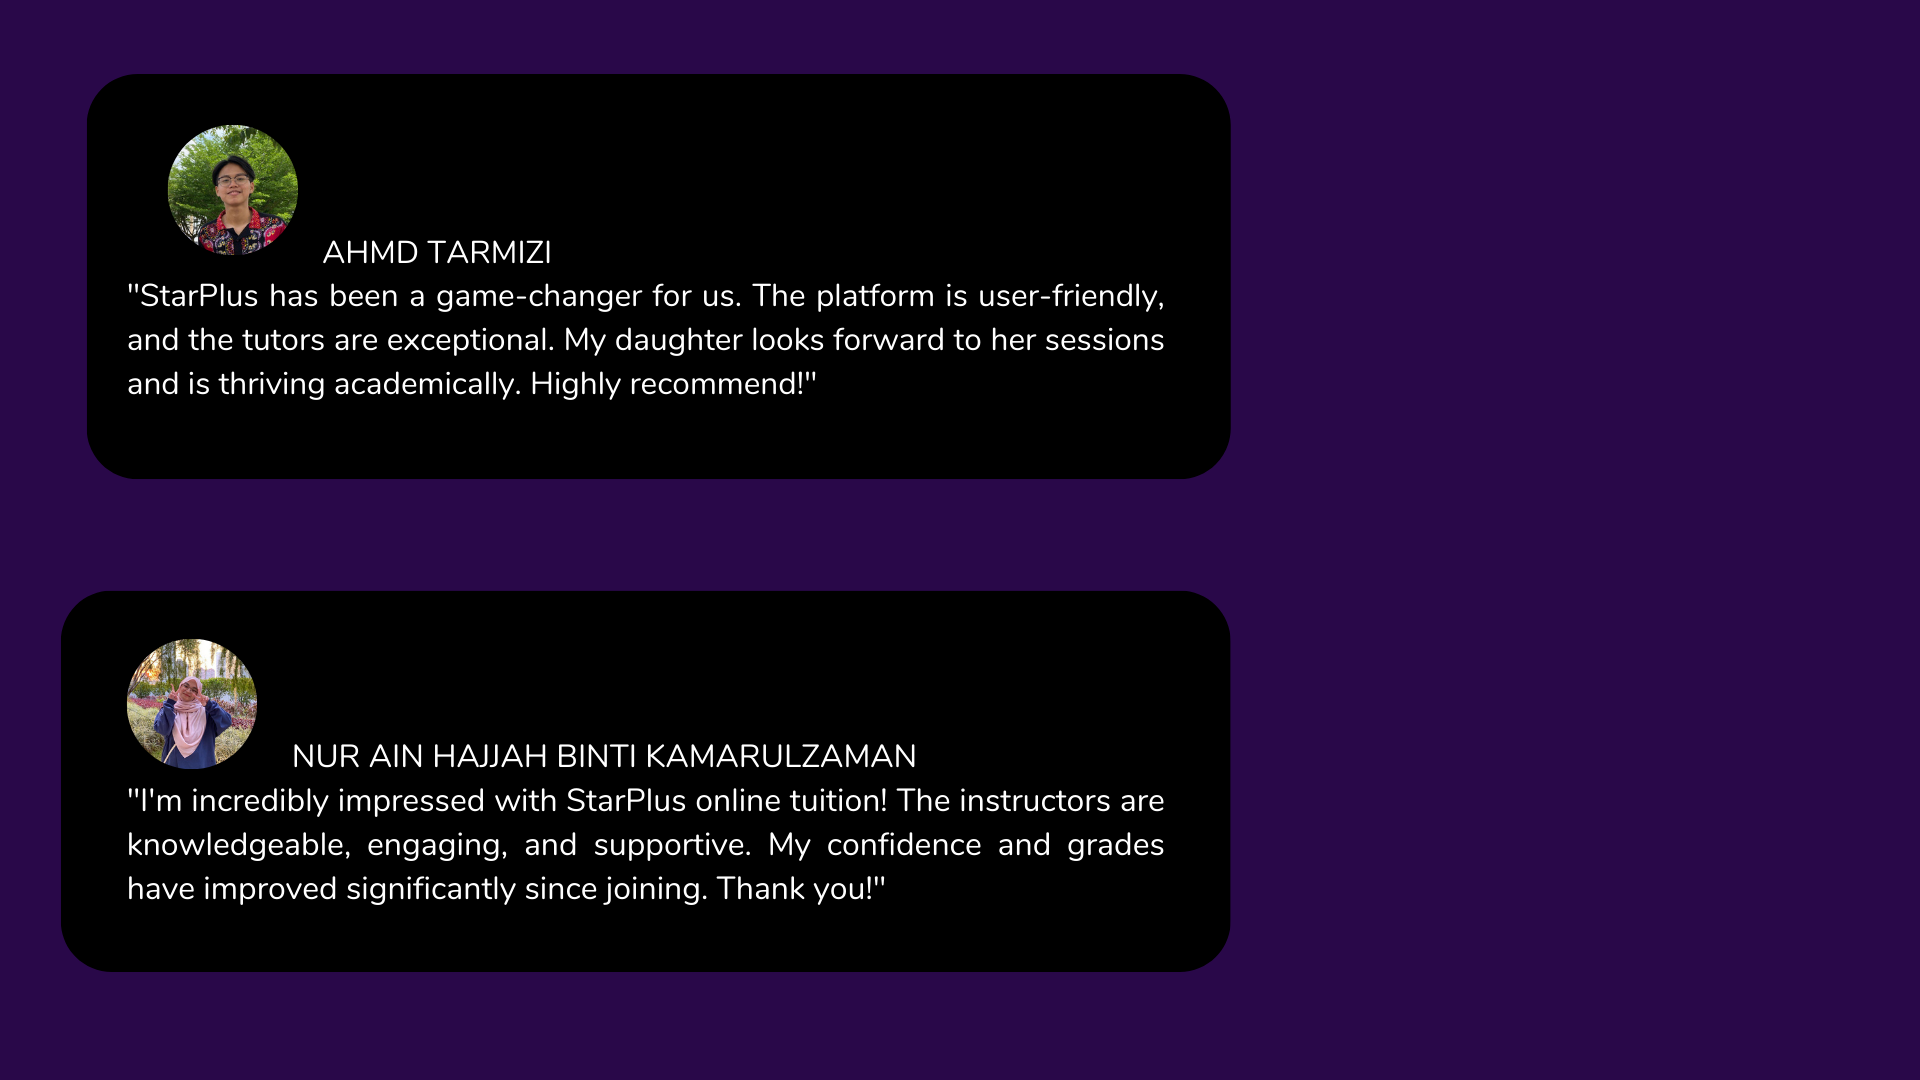 AHMD TARMIZI
"StarPlus has been a game-changer for us. The platform is user-friendly,
and the tutors are exceptional. My daughter looks forward to her sessions
and is thriving academically. Highly recommend!"
NUR AIN HAJJAH BINTI KAMARULZAMAN
"I'm incredibly impressed with StarPlus online tuition! The instructors are
knowledgeable, engaging, and supportive. My confidence and grades
have improved significantly since joining. Thank you!"